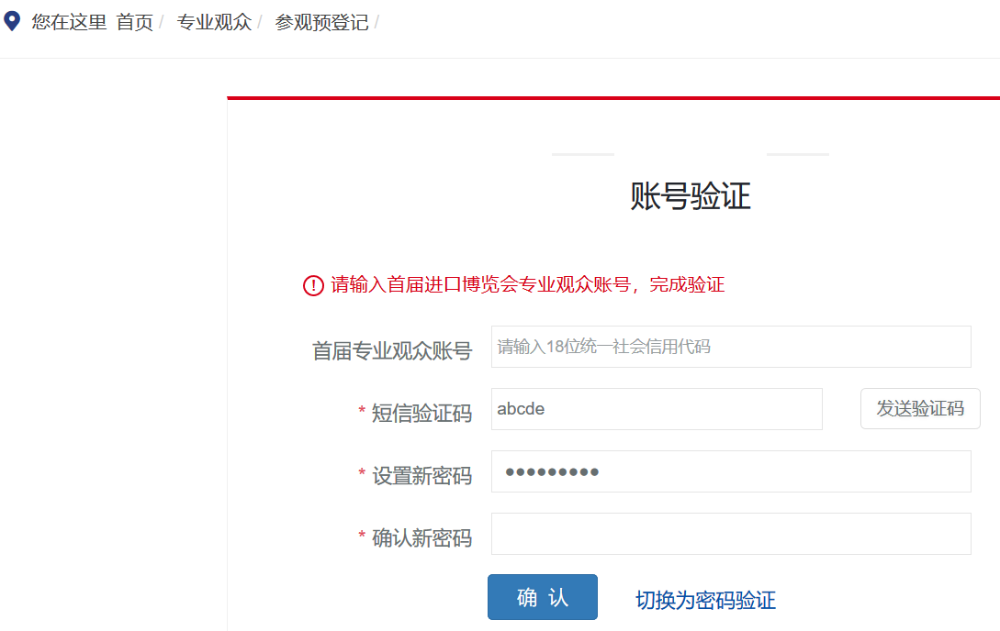 您在这里 首页 / 专业观众 / 参观预登记 /
账号验证
请输入首届进口博览会专业观众账号，完成验证
首届专业观众账号 请输入18位统一社会信用代码
* 短信验证码 abcde 发送验证码
* 设置新密码 •••••••••
* 确认新密码
确 认 切换为密码验证